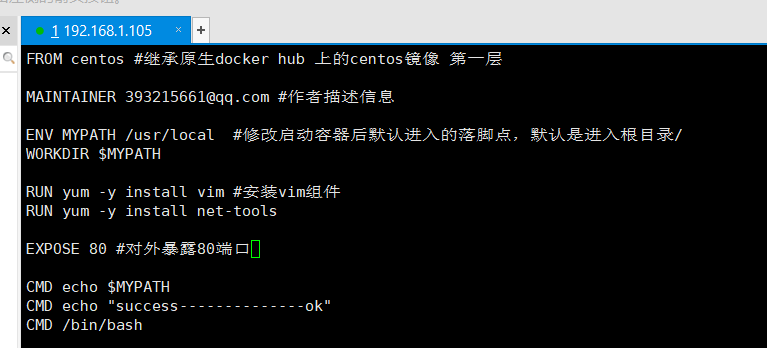 1 192.168.1.105
FROM centos #继承原生docker hub 上的centos镜像 第一层
MAINTAINER 393215661@qq.com #作者描述信息
ENV MYPATH /usr/local  #修改启动容器后默认进入的落脚点，默认是进入根目录/
WORKDIR $MYPATH
RUN yum -y install vim #安装vim组件
RUN yum -y install net-tools
EXPOSE 80 #对外暴露80端口
CMD echo $MYPATH
CMD echo "success--------------ok"
CMD /bin/bash